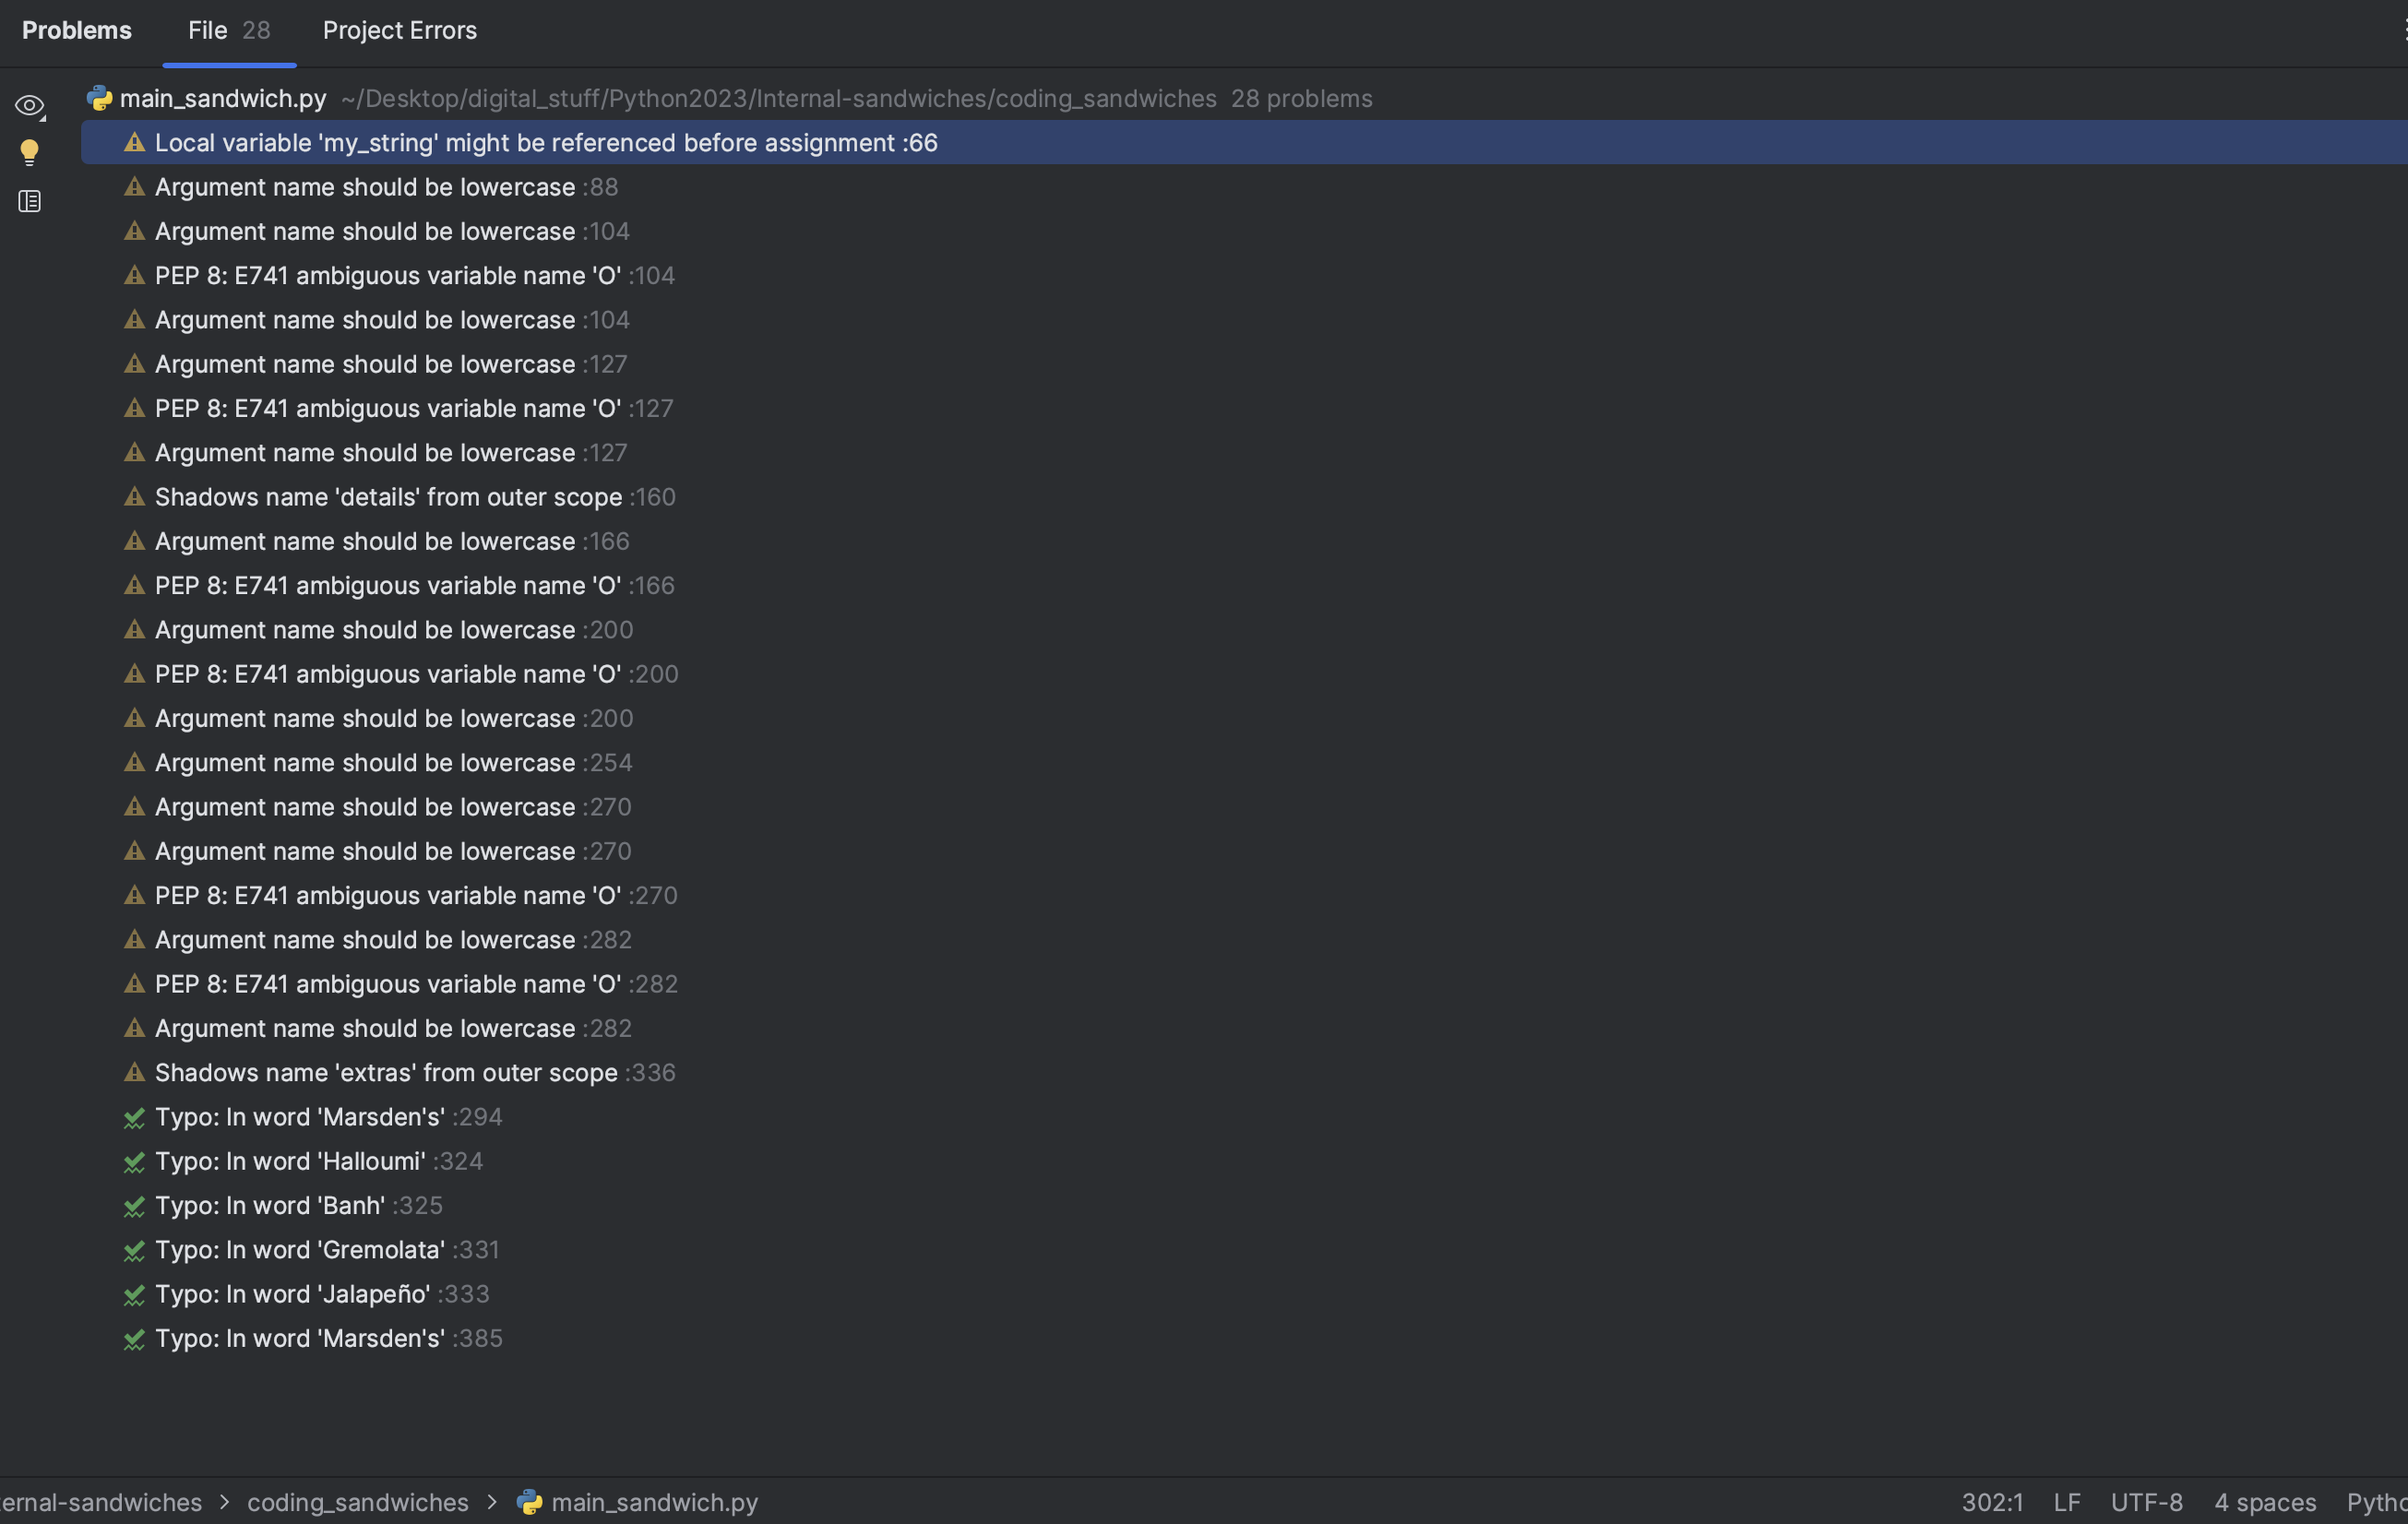 Problems File 28 Project Errors
main_sandwich.py ~/Desktop/digital_stuff/Python2023/Internal-sandwiches/coding_sandwiches 28 problems
Local variable 'my_string' might be referenced before assignment :66
Argument name should be lowercase :88
Argument name should be lowercase :104
PEP 8: E741 ambiguous variable name 'O' :104
Argument name should be lowercase :104
Argument name should be lowercase :127
PEP 8: E741 ambiguous variable name 'O' :127
Argument name should be lowercase :127
Shadows name 'details' from outer scope :160
Argument name should be lowercase :166
PEP 8: E741 ambiguous variable name 'O' :166
Argument name should be lowercase :200
PEP 8: E741 ambiguous variable name 'O' :200
Argument name should be lowercase :200
Argument name should be lowercase :254
Argument name should be lowercase :270
Argument name should be lowercase :270
PEP 8: E741 ambiguous variable name 'O' :270
Argument name should be lowercase :282
PEP 8: E741 ambiguous variable name 'O' :282
Argument name should be lowercase :282
Shadows name 'extras' from outer scope :336
Typo: In word 'Marsden's' :294
Typo: In word 'Halloumi' :324
Typo: In word 'Banh' :325
Typo: In word 'Gremolata' :331
Typo: In word 'Jalapeño' :333
Typo: In word 'Marsden's' :385
ernal-sandwiches > coding_sandwiches > main_sandwich.py 302:1 LF UTF-8 4 spaces Pytho